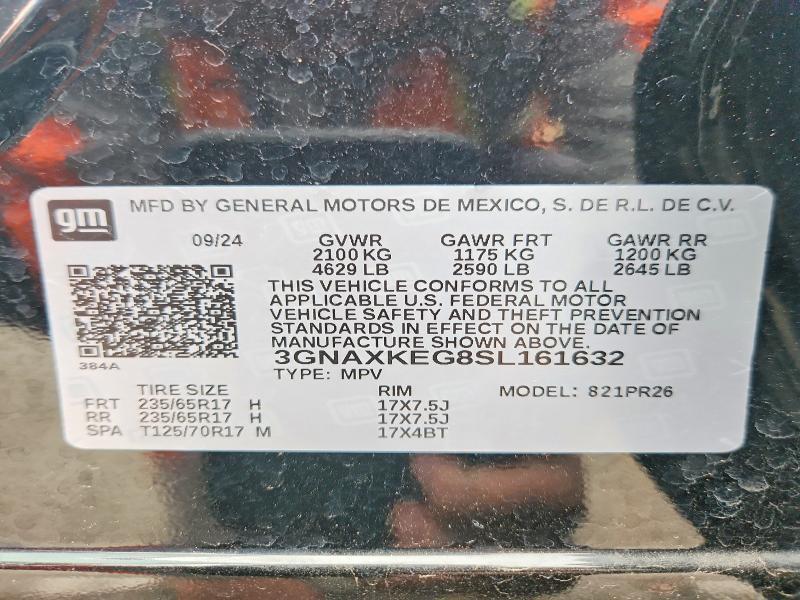 gm MFD BY GENERAL MOTORS DE MEXICO, S. DE R.L. DE C.V.
09/24 GVWR GAWR FRT GAWR RR
2100 KG 1175 KG 1200 KG
4629 LB 2590 LB 2645 LB
THIS VEHICLE CONFORMS TO ALL
APPLICABLE U.S. FEDERAL MOTOR
VEHICLE SAFETY AND THEFT PREVENTION
STANDARDS IN EFFECT ON THE DATE OF
MANUFACTURE SHOWN ABOVE.
3GNAXKEG8SL161632
384A
TYPE: MPV
TIRE SIZE RIM MODEL: 821PR26
FRT 235/65R17 H 17X7.5J
RR 235/65R17 H 17X7.5J
SPA T125/70R17 M 17X4BT